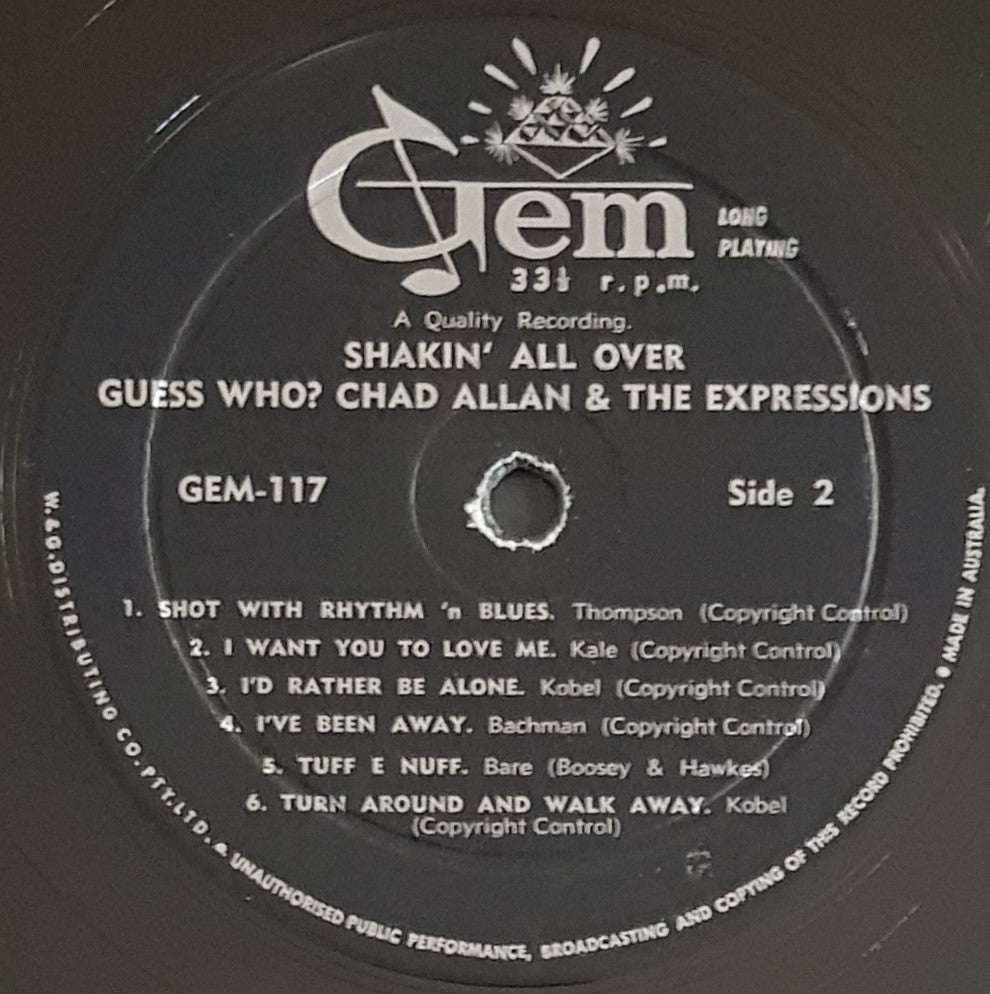 Gem
LONG
PLAYING
33⅓ r.p.m.
A Quality Recording.
SHAKIN' ALL OVER
GUESS WHO? CHAD ALLAN & THE EXPRESSIONS
GEM-117
Side 2
1. SHOT WITH RHYTHM 'n BLUES. Thompson (Copyright Control)
2. I WANT YOU TO LOVE ME. Kale (Copyright Control)
3. I'D RATHER BE ALONE. Kobel (Copyright Control)
4. I'VE BEEN AWAY. Bachman (Copyright Control)
5. TUFF E NUFF. Bare (Boosey & Hawkes)
6. TURN AROUND AND WALK AWAY. Kobel
(Copyright Control)
W.&G. DISTRIBUTING CO. PTY. LTD. • UNAUTHORISED PUBLIC PERFORMANCE, BROADCASTING AND COPYING OF THIS RECORD PROHIBITED. • MADE IN AUSTRALIA.